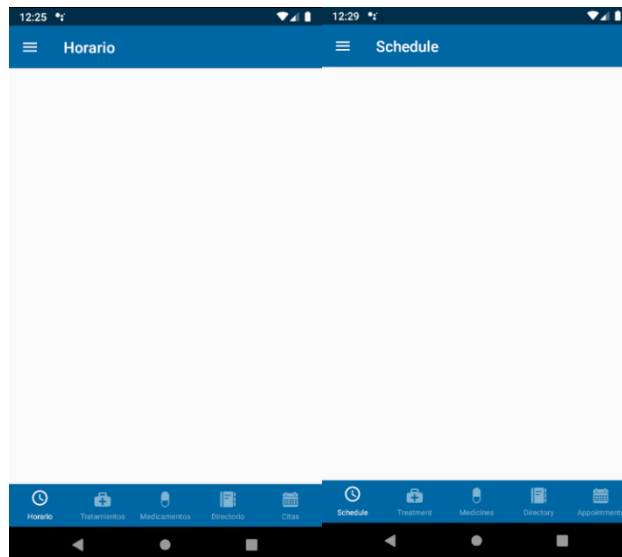 12:25
Horario
Horario Tratamientos Medicamentos Directorio Citas
12:29
Schedule
Schedule Treatment Medicines Directory Appointments